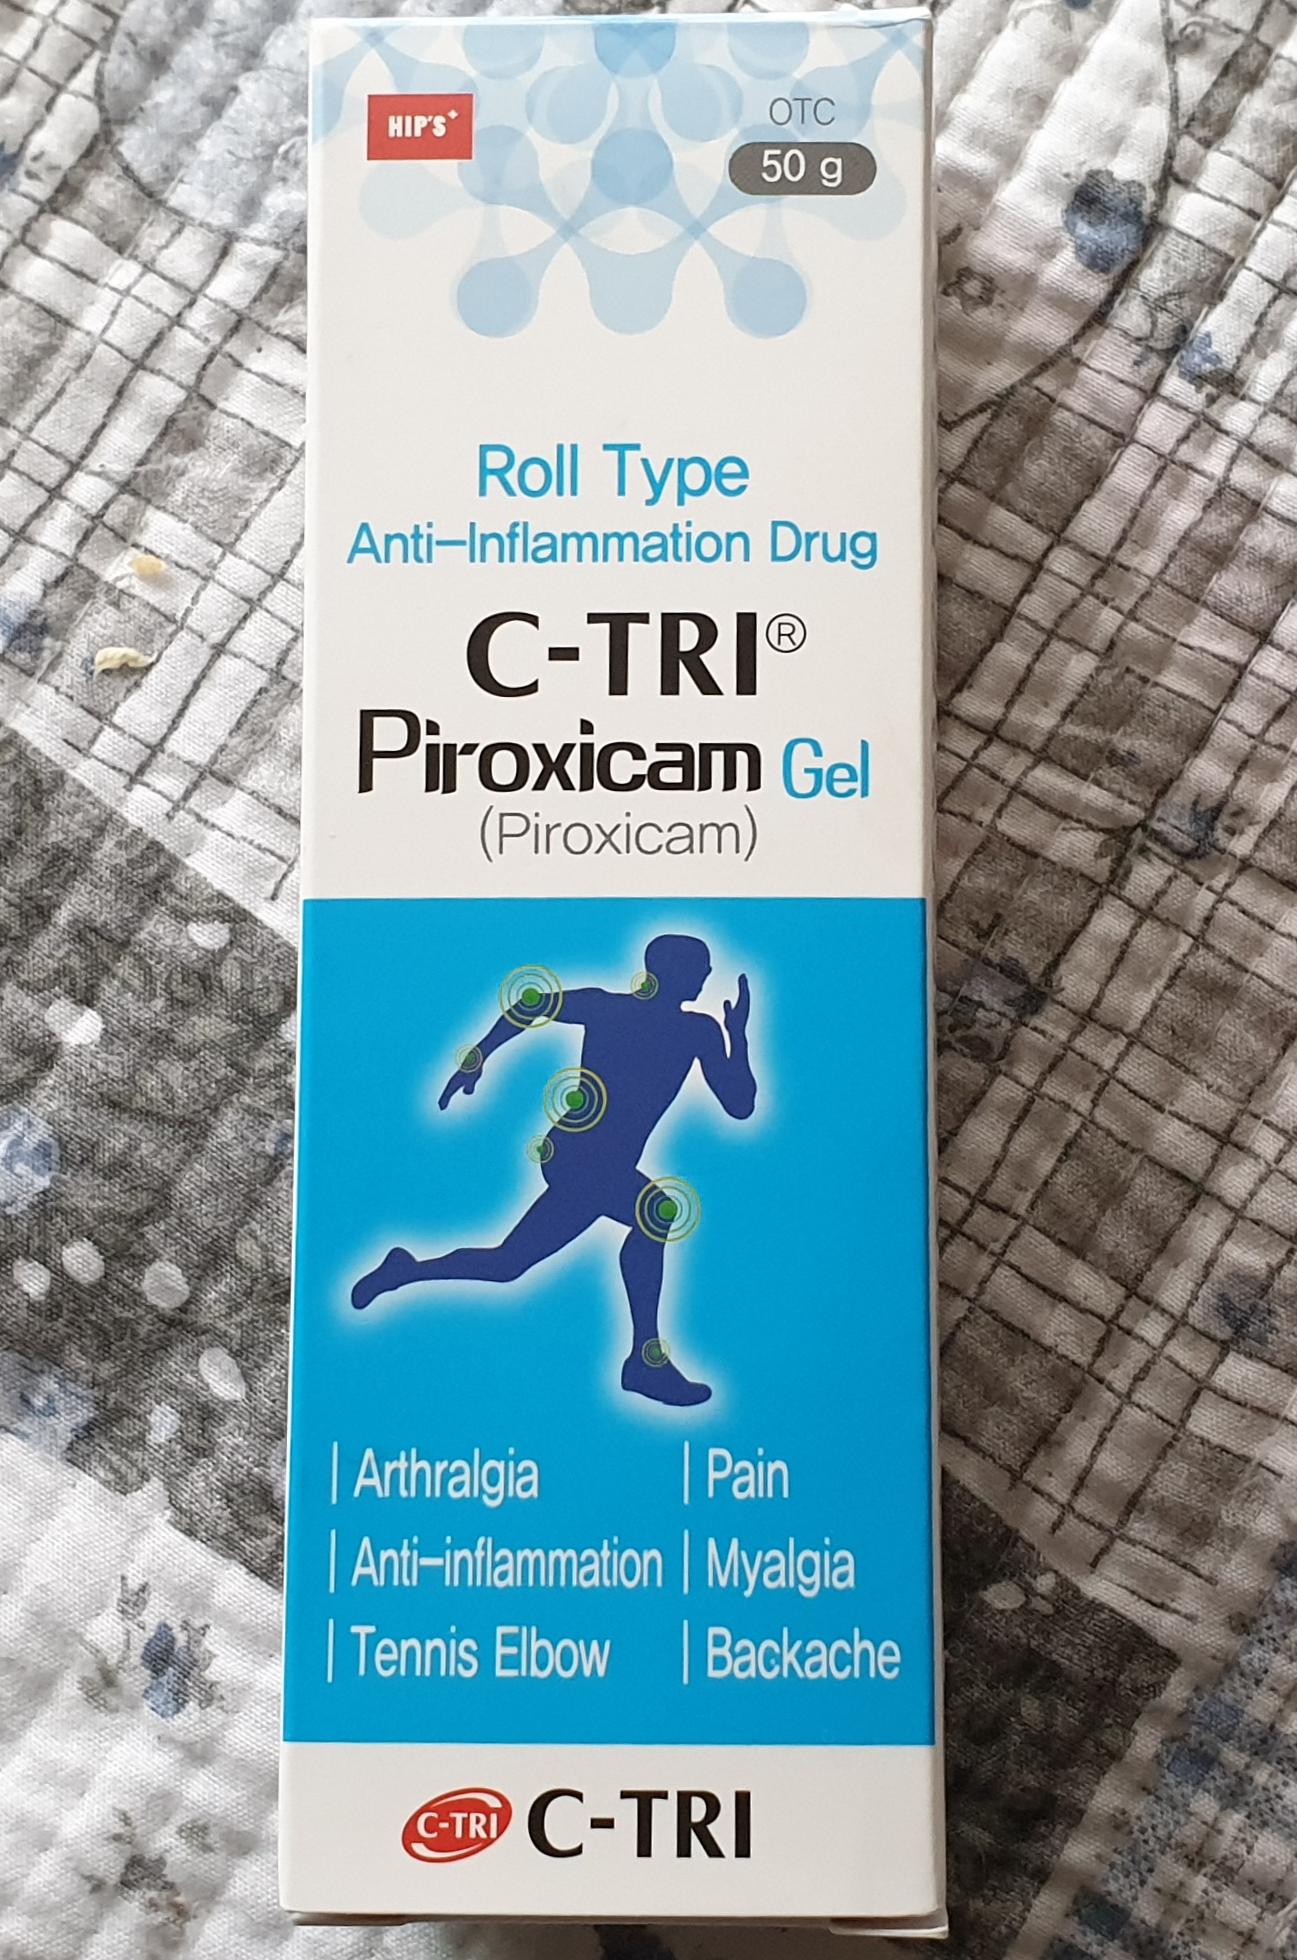 HIP'S+
OTC
50 g
Roll Type
Anti-Inflammation Drug
C-TRI®
Piroxicam Gel
(Piroxicam)
| Arthralgia | Pain
| Anti-inflammation | Myalgia
| Tennis Elbow | Backache
C-TRI C-TRI